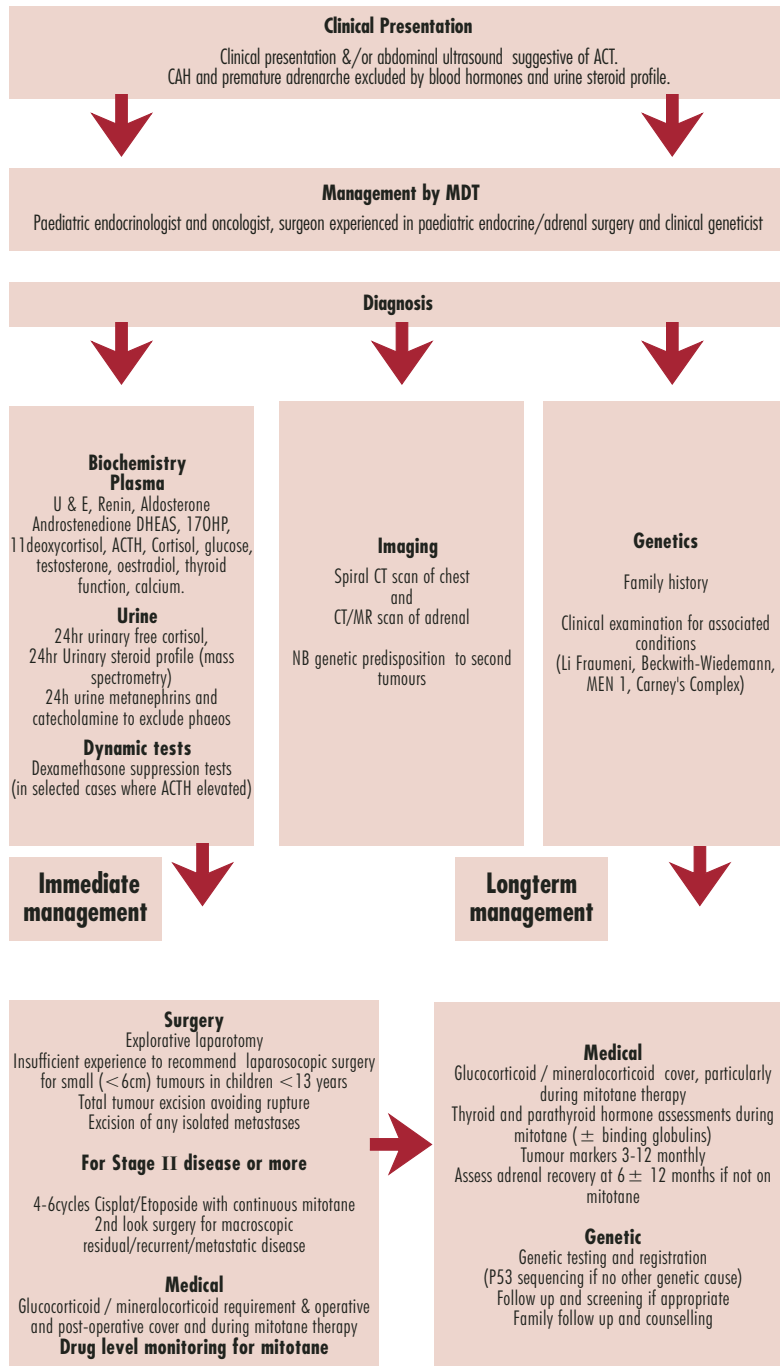 Clinical Presentation
Clinical presentation &/or abdominal ultrasound suggestive of ACT.
CAH and premature adrenarche excluded by blood hormones and urine steroid profile.
Management by MDT
Paediatric endocrinologist and oncologist, surgeon experienced in paediatric endocrine/adrenal surgery and clinical geneticist
Diagnosis
Biochemistry
Plasma
U & E, Renin, Aldosterone
Androstenedione DHEAS, 17OHP,
11deoxycortisol, ACTH, Cortisol, glucose,
testosterone, oestradiol, thyroid
function, calcium.
Urine
24hr urinary free cortisol,
24hr Urinary steroid profile (mass
spectrometry)
24h urine metanephrins and
catecholamine to exclude phaeos
Dynamic tests
Dexamethasone suppression tests
(in selected cases where ACTH elevated)
Imaging
Spiral CT scan of chest
and
CT/MR scan of adrenal
NB genetic predisposition to second
tumours
Genetics
Family history
Clinical examination for associated
conditions
(Li Fraumeni, Beckwith-Wiedemann,
MEN 1, Carney's Complex)
Immediate
management
Longterm
management
Surgery
Explorative laparotomy
Insufficient experience to recommend laparosocopic surgery
for small (<6cm) tumours in children <13 years
Total tumour excision avoiding rupture
Excision of any isolated metastases
For Stage II disease or more
4-6cycles Cisplat/Etoposide with continuous mitotane
2nd look surgery for macroscopic
residual/recurrent/metastatic disease
Medical
Glucocorticoid / mineralocorticoid requirement & operative
and post-operative cover and during mitotane therapy
Drug level monitoring for mitotane
Medical
Glucocorticoid / mineralocorticoid cover, particularly
during mitotane therapy
Thyroid and parathyroid hormone assessments during
mitotane (± binding globulins)
Tumour markers 3-12 monthly
Assess adrenal recovery at 6 ± 12 months if not on
mitotane
Genetic
Genetic testing and registration
(P53 sequencing if no other genetic cause)
Follow up and screening if appropriate
Family follow up and counselling